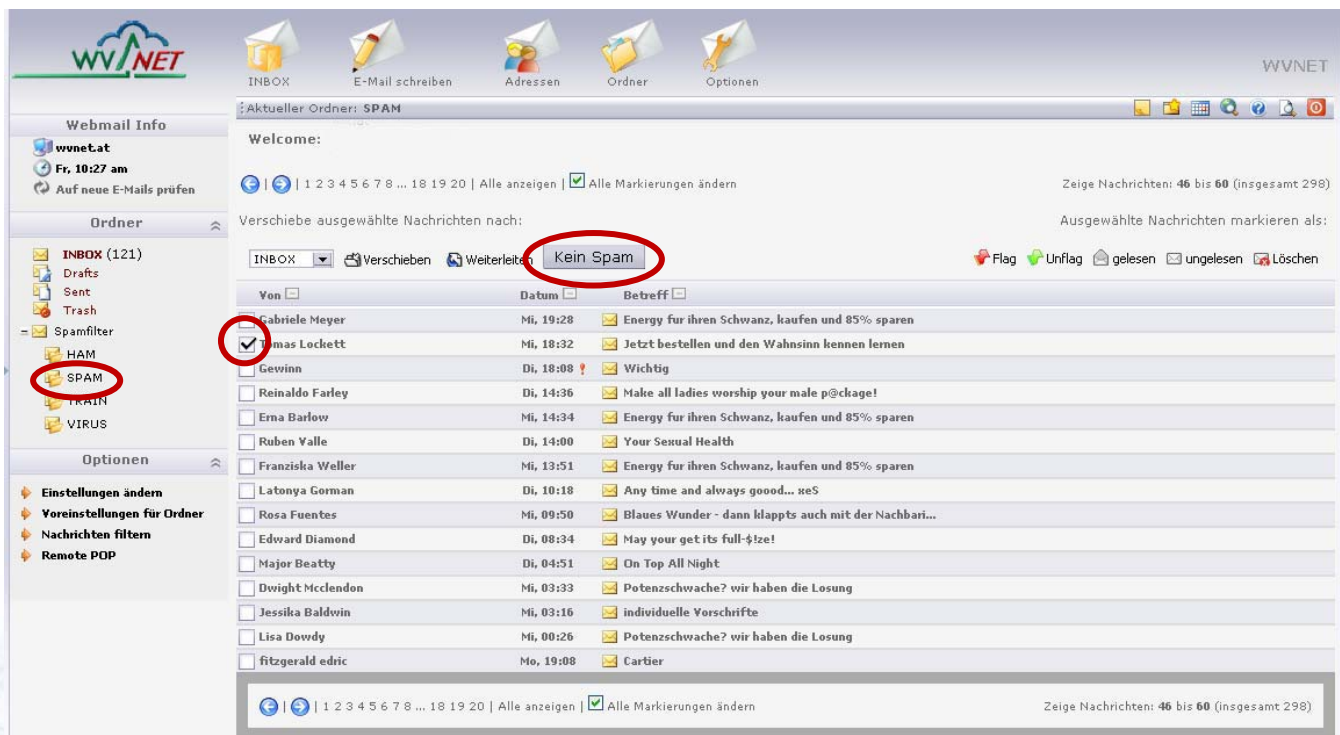 WV NET
INBOX E-Mail schreiben Adressen Ordner Optionen
WVNET
Aktueller Ordner: SPAM
Webmail Info
wvnet.at
Fr, 10:27 am
Auf neue E-Mails prüfen
Ordner
INBOX (121)
Drafts
Sent
Trash
Spamfilter
HAM
SPAM
TRAIN
VIRUS
Optionen
Einstellungen ändern
Voreinstellungen für Ordner
Nachrichten filtern
Remote POP
Welcome:
| | 1 2 3 4 5 6 7 8 ... 18 19 20 | Alle anzeigen | Alle Markierungen ändern Zeige Nachrichten: 46 bis 60 (insgesamt 298)
Verschiebe ausgewählte Nachrichten nach: Ausgewählte Nachrichten markieren als:
INBOX Verschieben Weiterleiten Kein Spam Flag Unflag gelesen ungelesen Löschen
Von Datum Betreff
Gabriele Meyer Mi, 19:28 Energy fur ihren Schwanz, kaufen und 85% sparen
Tomas Lockett Mi, 18:32 Jetzt bestellen und den Wahnsinn kennen lernen
Gewinn Di, 18:08 ! Wichtig
Reinaldo Farley Di, 14:36 Make all ladies worship your male p@ckage!
Erna Barlow Mi, 14:34 Energy fur ihren Schwanz, kaufen und 85% sparen
Ruben Valle Di, 14:00 Your Sexual Health
Franziska Weller Mi, 13:51 Energy fur ihren Schwanz, kaufen und 85% sparen
Latonya Gorman Di, 10:18 Any time and always goood... xeS
Rosa Fuentes Mi, 09:50 Blaues Wunder - dann klappts auch mit der Nachbari...
Edward Diamond Di, 08:34 May your get its full-$!ze!
Major Beatty Di, 04:51 On Top All Night
Dwight Mcclendon Mi, 03:33 Potenzschwache? wir haben die Losung
Jessika Baldwin Mi, 03:16 individuelle Vorschrifte
Lisa Dowdy Mi, 00:26 Potenzschwache? wir haben die Losung
fitzgerald edric Mo, 19:08 Cartier
| | 1 2 3 4 5 6 7 8 ... 18 19 20 | Alle anzeigen | Alle Markierungen ändern Zeige Nachrichten: 46 bis 60 (insgesamt 298)